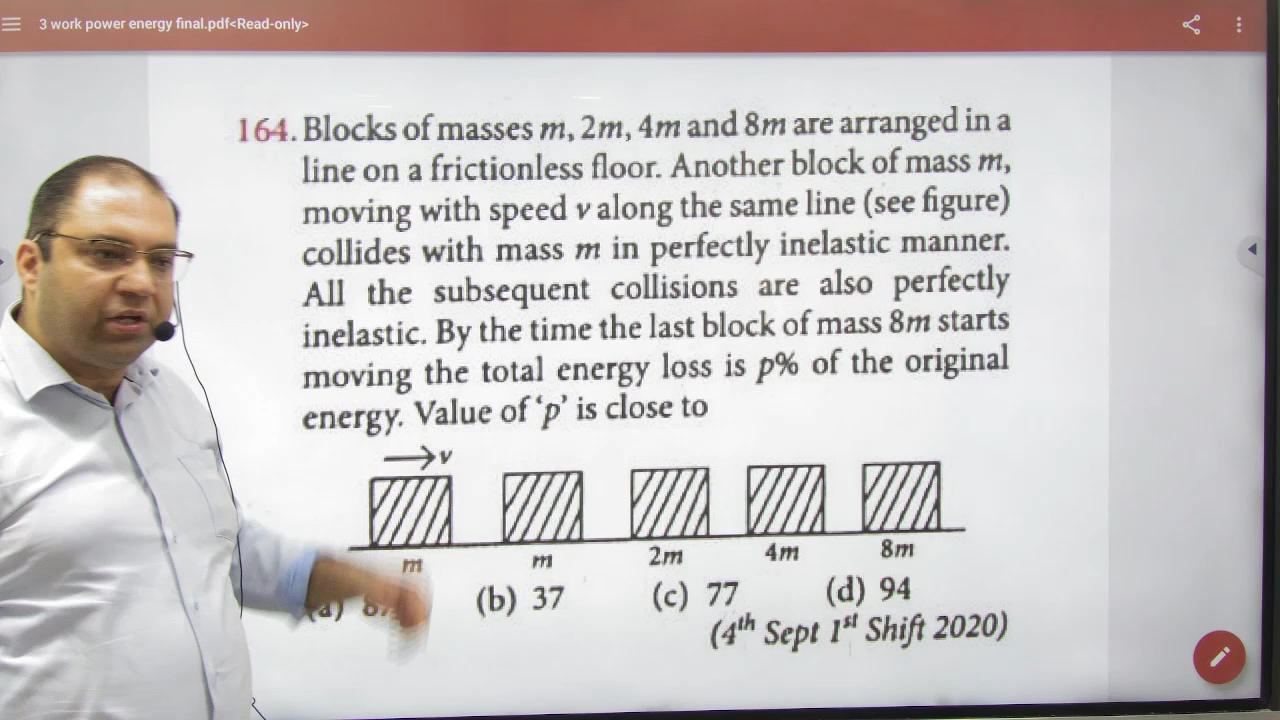 3 work power energy final.pdf<Read-only>
164. Blocks of masses m, 2m, 4m and 8m are arranged in a
line on a frictionless floor. Another block of mass m,
moving with speed v along the same line (see figure)
collides with mass m in perfectly inelastic manner.
All the subsequent collisions are also perfectly
inelastic. By the time the last block of mass 8m starts
moving the total energy loss is p% of the original
energy. Value of ‘p’ is close to
v
m m 2m 4m 8m
(a) (b) 37 (c) 77 (d) 94
(4th Sept 1st Shift 2020)